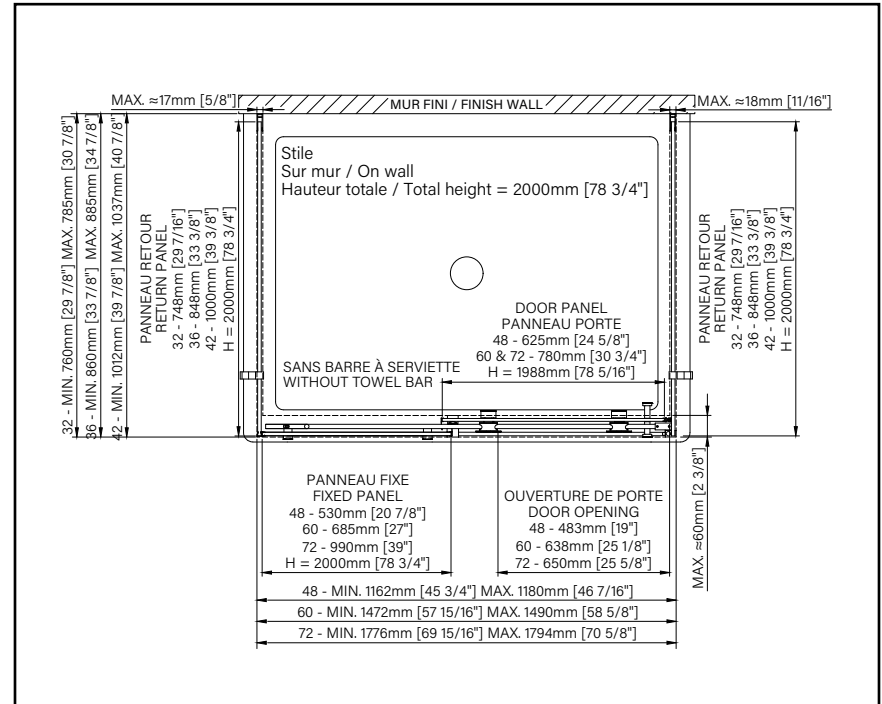 MAX. ≈17mm [5/8"]
MUR FINI / FINISH WALL
MAX. ≈18mm [11/16"]
32 - MIN. 760mm [29 7/8"] MAX. 785mm [30 7/8"]
36 - MIN. 860mm [33 7/8"] MAX. 885mm [34 7/8"]
42 - MIN. 1012mm [39 7/8"] MAX. 1037mm [40 7/8"]
PANNEAU RETOUR
RETURN PANEL
32 - 748mm [29 7/16"]
36 - 848mm [33 3/8"]
42 - 1000mm [39 3/8"]
H = 2000mm [78 3/4"]
Stile
Sur mur / On wall
Hauteur totale / Total height = 2000mm [78 3/4"]
DOOR PANEL
PANNEAU PORTE
48 - 625mm [24 5/8"]
60 & 72 - 780mm [30 3/4"]
H = 1988mm [78 5/16"]
SANS BARRE À SERVIETTE
WITHOUT TOWEL BAR
PANNEAU RETOUR
RETURN PANEL
32 - 748mm [29 7/16"]
36 - 848mm [33 3/8"]
42 - 1000mm [39 3/8"]
H = 2000mm [78 3/4"]
PANNEAU FIXE
FIXED PANEL
48 - 530mm [20 7/8"]
60 - 685mm [27"]
72 - 990mm [39"]
H = 2000mm [78 3/4"]
OUVERTURE DE PORTE
DOOR OPENING
48 - 483mm [19"]
60 - 638mm [25 1/8"]
72 - 650mm [25 5/8"]
MAX. ≈60mm [2 3/8"]
48 - MIN. 1162mm [45 3/4"] MAX. 1180mm [46 7/16"]
60 - MIN. 1472mm [57 15/16"] MAX. 1490mm [58 5/8"]
72 - MIN. 1776mm [69 15/16"] MAX. 1794mm [70 5/8"]